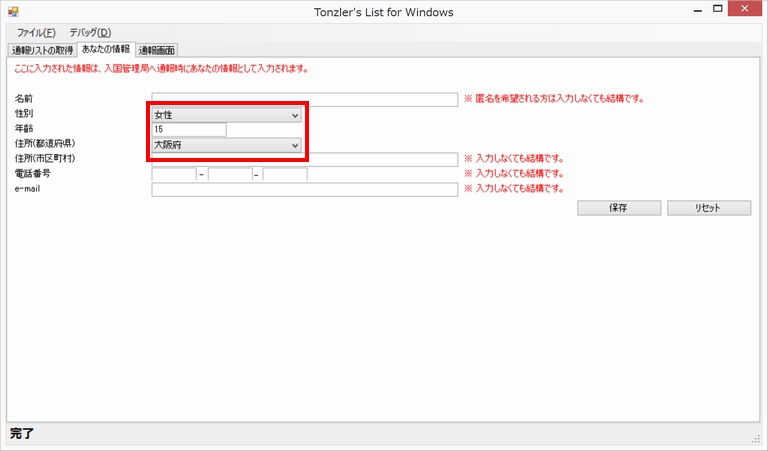 Tonzler's List for Windows
ファイル(F) デバッグ(D)
通報リストの取得 あなたの情報 通報画面
ここに入力された情報は、入国管理局へ通報時にあなたの情報として入力されます。
名前 ※ 匿名を希望される方は入力しなくても結構です。
性別 女性
年齢 15
住所(都道府県) 大阪府
住所(市区町村) ※ 入力しなくても結構です。
電話番号 - - ※ 入力しなくても結構です。
e-mail ※ 入力しなくても結構です。
保存 リセット
完了